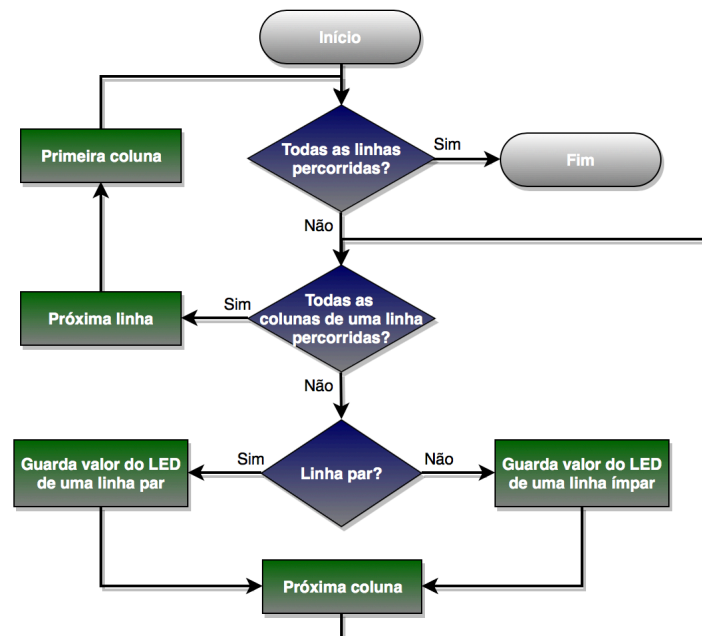 Início
Primeira coluna
Todas as linhas
percorridas?
Sim
Fim
Não
Próxima linha
Sim
Todas as
colunas de uma linha
percorridas?
Não
Guarda valor do LED
de uma linha par
Sim
Linha par?
Não
Guarda valor do LED
de uma linha ímpar
Próxima coluna